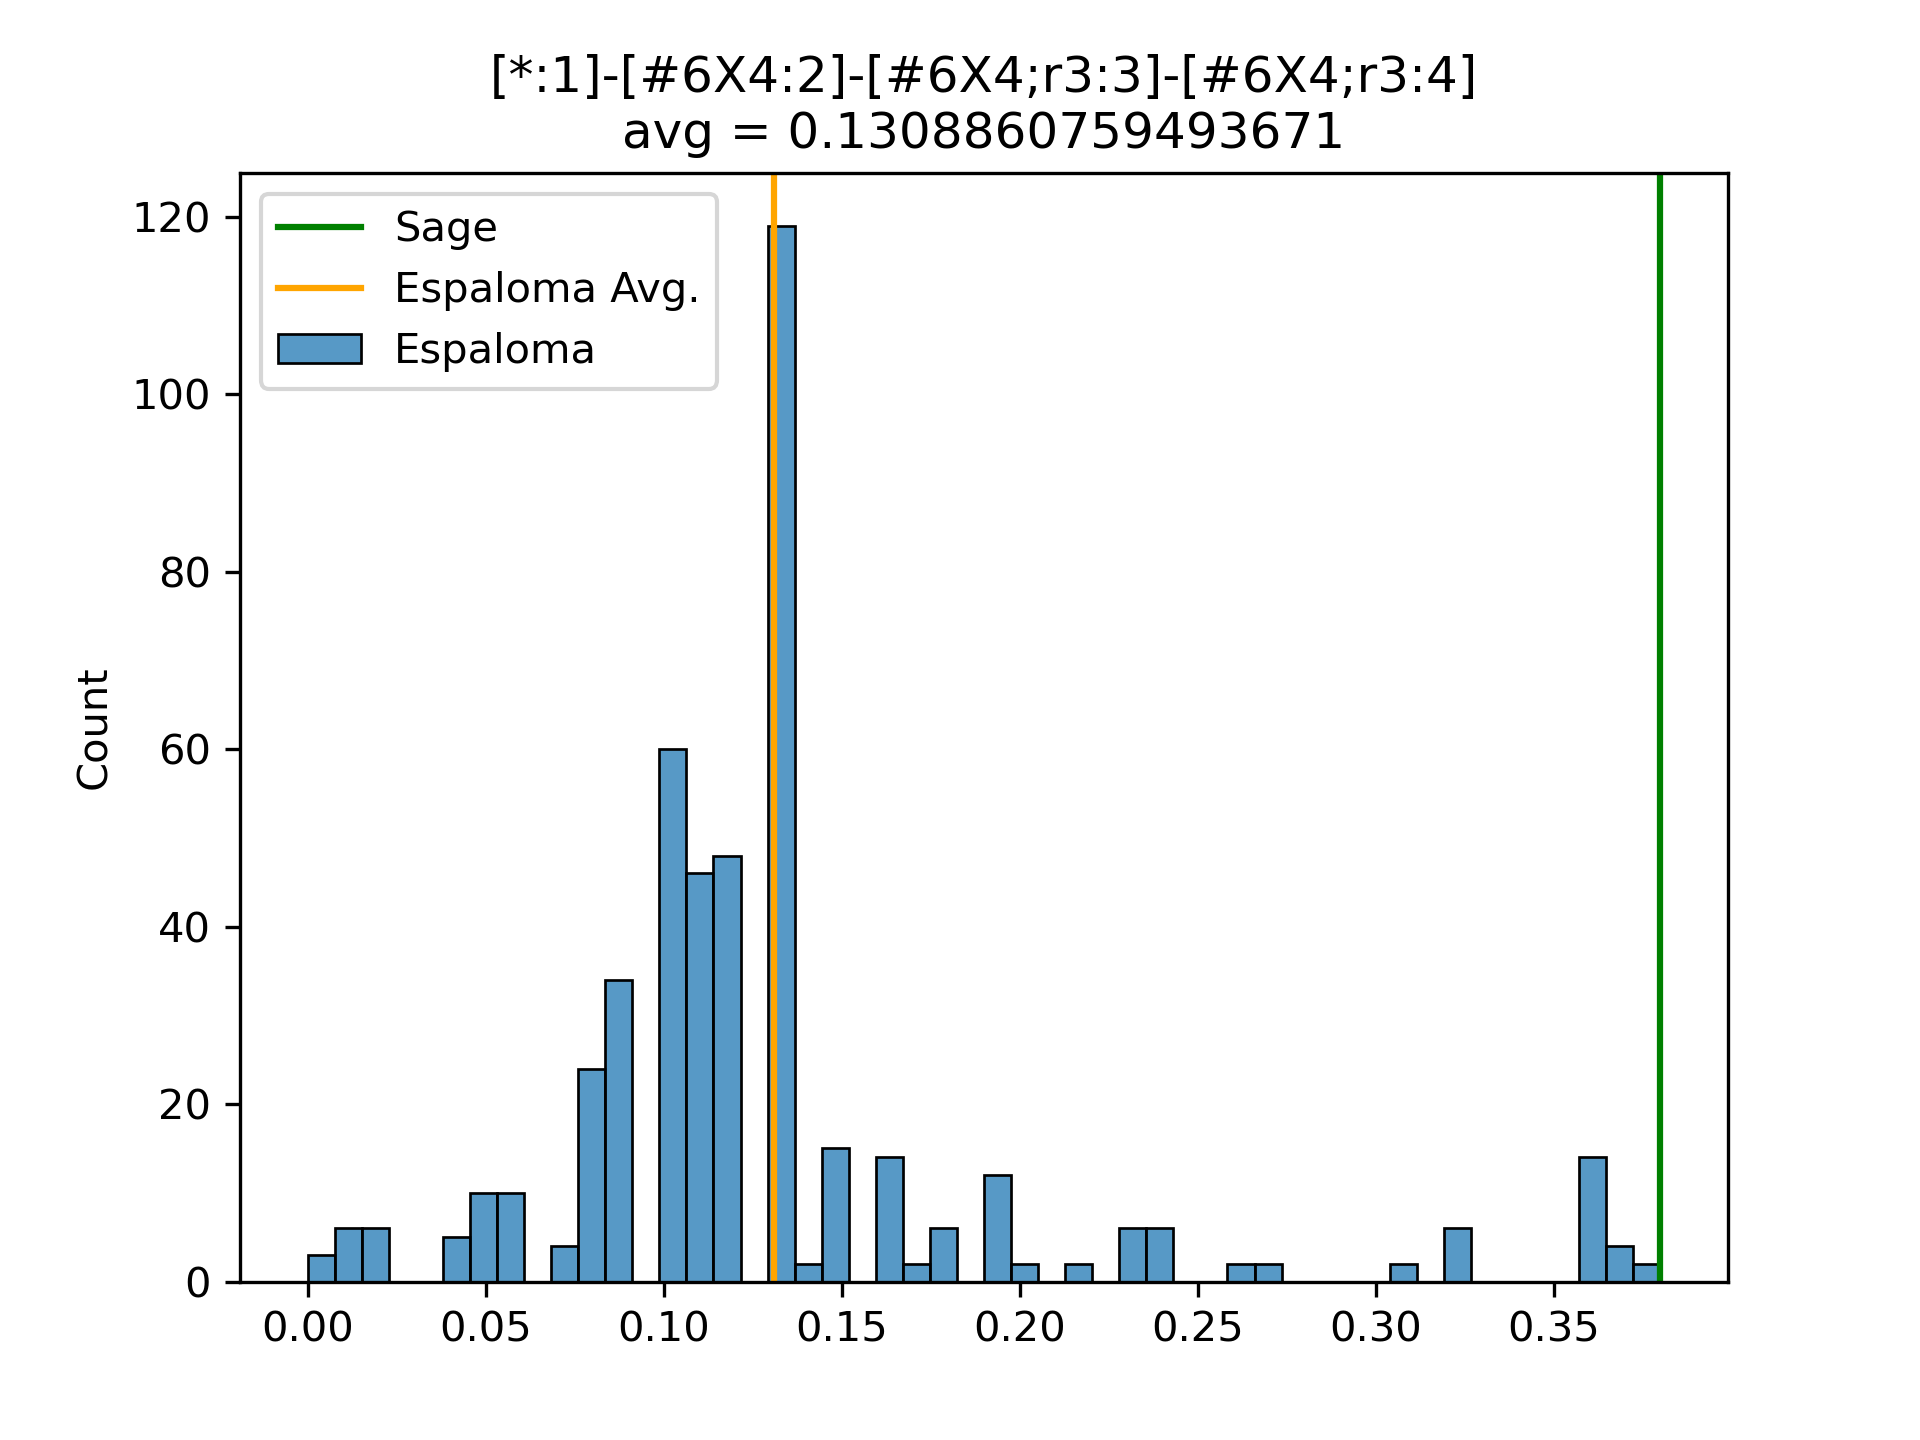 [*:1]-[#6X4:2]-[#6X4;r3:3]-[#6X4;r3:4]
avg = 0.1308860759493671
Sage
Espaloma Avg.
Espaloma
120
100
80
60
40
20
0
Count
0.00 0.05 0.10 0.15 0.20 0.25 0.30 0.35